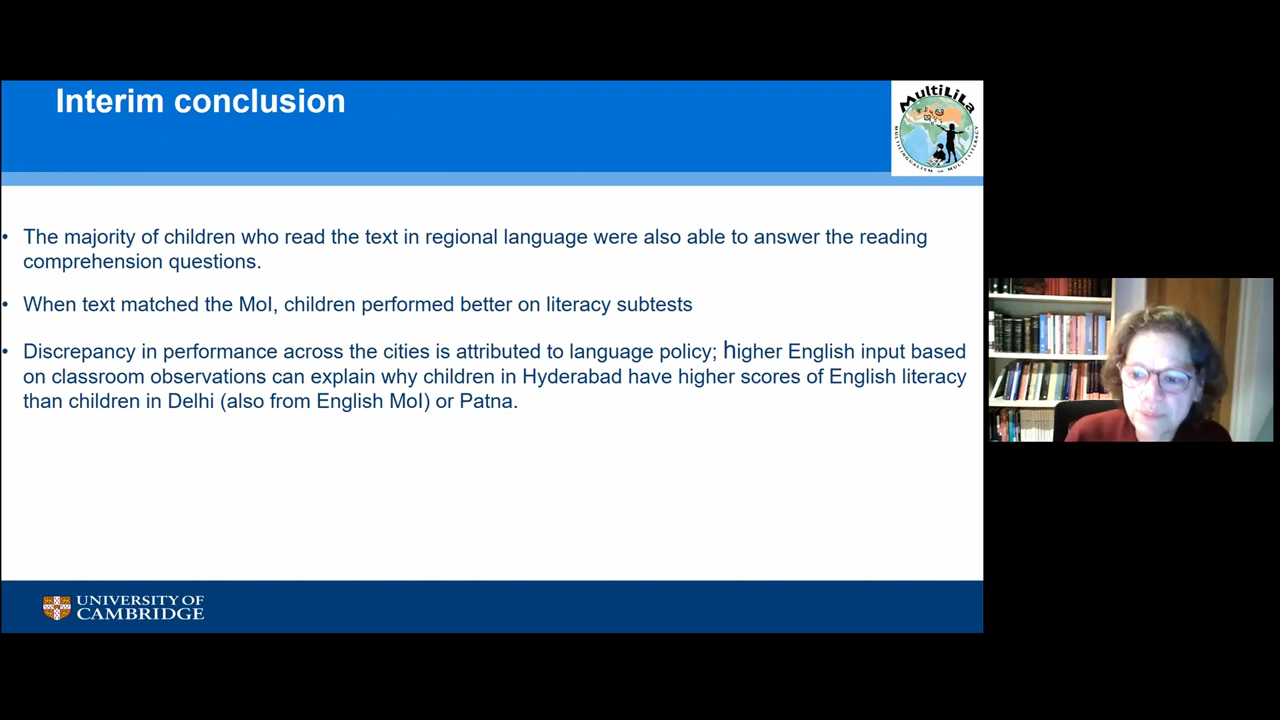 Interim conclusion
MultiLiLa
MULTILINGUALISM AND MULTILITERACY
• The majority of children who read the text in regional language were also able to answer the reading
comprehension questions.
• When text matched the MoI, children performed better on literacy subtests
• Discrepancy in performance across the cities is attributed to language policy; higher English input based
on classroom observations can explain why children in Hyderabad have higher scores of English literacy
than children in Delhi (also from English MoI) or Patna.
UNIVERSITY OF
CAMBRIDGE